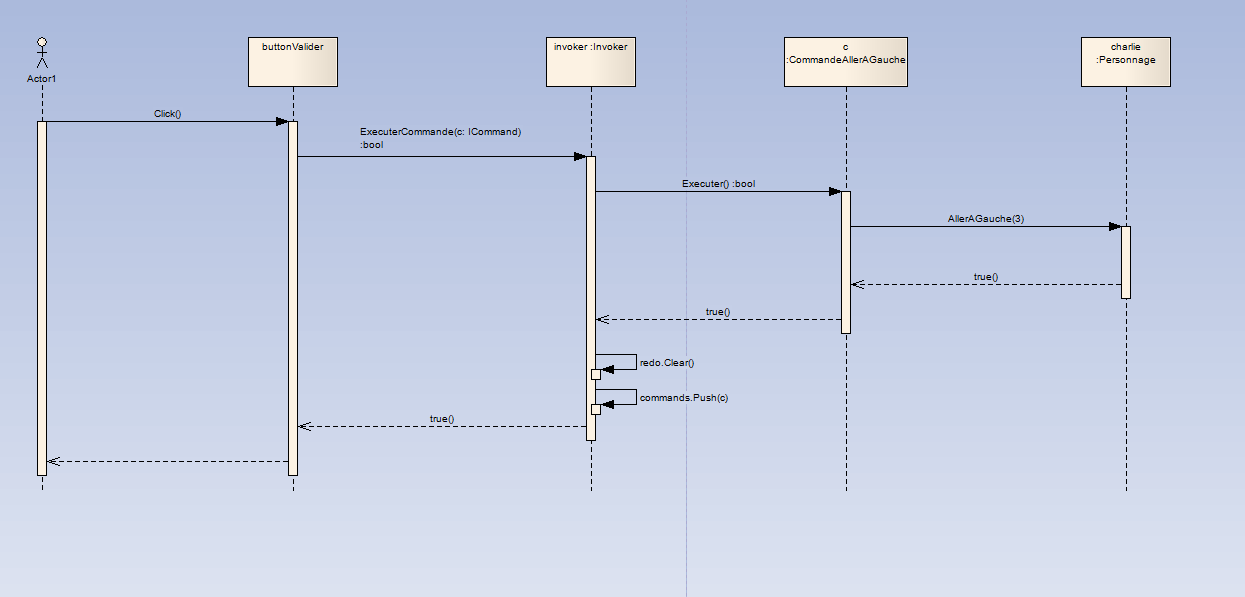 buttonValider
invoker :Invoker
c
:CommandeAllerAGauche
charlie
:Personnage
Actor1
Click()
ExecuterCommande(c: ICommand)
:bool
Executer() :bool
AllerAGauche(3)
true()
true()
redo.Clear()
commands.Push(c)
true()